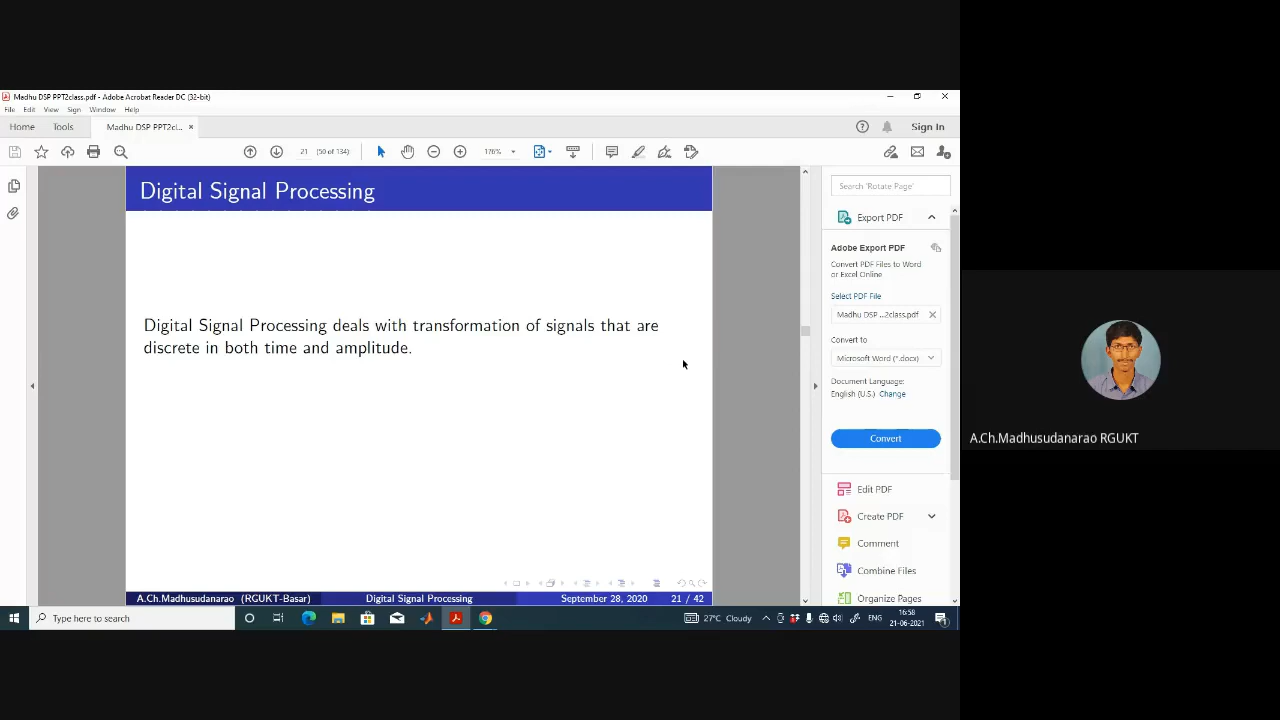 Madhu DSP PPT2class.pdf - Adobe Acrobat Reader DC (32-bit)
File Edit View Sign Window Help
Home Tools Madhu DSP PPT2cl... × Sign In
21 (50 of 134) 176%
Digital Signal Processing
Digital Signal Processing deals with transformation of signals that are
discrete in both time and amplitude.
A.Ch.Madhusudanarao (RGUKT-Basar) Digital Signal Processing September 28, 2020 21 / 42
Search 'Rotate Page'
Export PDF
Adobe Export PDF
Convert PDF Files to Word
or Excel Online
Select PDF File
Madhu DSP ...2class.pdf
Convert to
Microsoft Word (*.docx)
Document Language:
English (U.S.) Change
Convert
Edit PDF
Create PDF
Comment
Combine Files
Organize Pages
Type here to search
27°C Cloudy ENG 16:58
21-06-2021
A.Ch.Madhusudanarao RGUKT